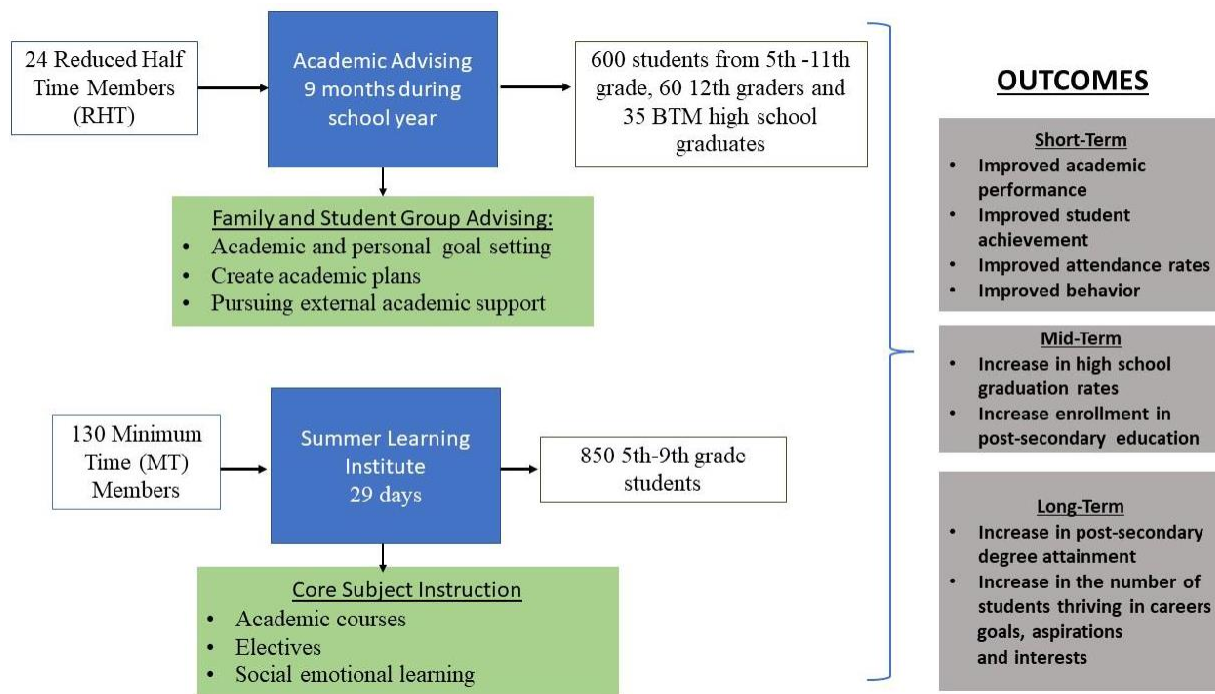 24 Reduced Half
Time Members
(RHT)
Academic Advising
9 months during
school year
600 students from 5th -11th
grade, 60 12th graders and
35 BTM high school
graduates
Family and Student Group Advising:
• Academic and personal goal setting
• Create academic plans
• Pursuing external academic support
130 Minimum
Time (MT)
Members
Summer Learning
Institute
29 days
850 5th-9th grade
students
Core Subject Instruction
• Academic courses
• Electives
• Social emotional learning
OUTCOMES
Short-Term
• Improved academic
performance
• Improved student
achievement
• Improved attendance rates
• Improved behavior
Mid-Term
• Increase in high school
graduation rates
• Increase enrollment in
post-secondary education
Long-Term
• Increase in post-secondary
degree attainment
• Increase in the number of
students thriving in careers
goals, aspirations
and interests